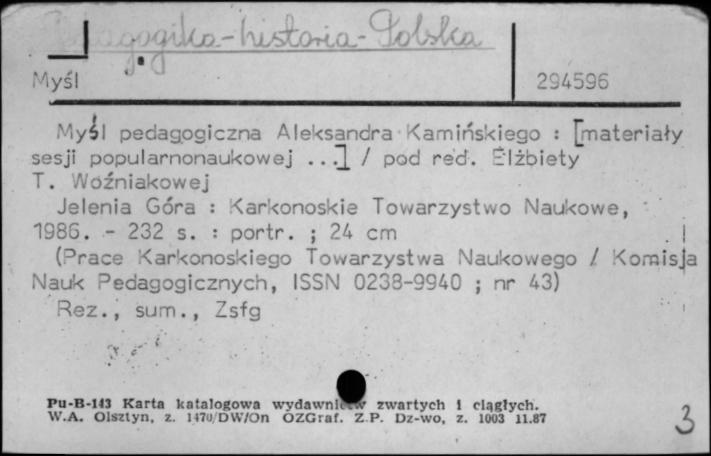 Pedagogika-historia-Polska
Myśl
294596
Myśl pedagogiczna Aleksandra Kamińskiego : [materiały
sesji popularnonaukowej ...] / pod red. Elżbiety
T. Woźniakowej
Jelenia Góra : Karkonoskie Towarzystwo Naukowe,
1986. - 232 s. : portr. ; 24 cm
(Prace Karkonoskiego Towarzystwa Naukowego / Komisja
Nauk Pedagogicznych, ISSN 0238-9940 ; nr 43)
Rez., sum., Zsfg
Pu-B-143 Karta katalogowa wydawnictw zwartych i ciągłych.
W.A. Olsztyn, z. 1470/DW/On OZGraf. Z.P. Dz-wo, z. 1003 11.87
3